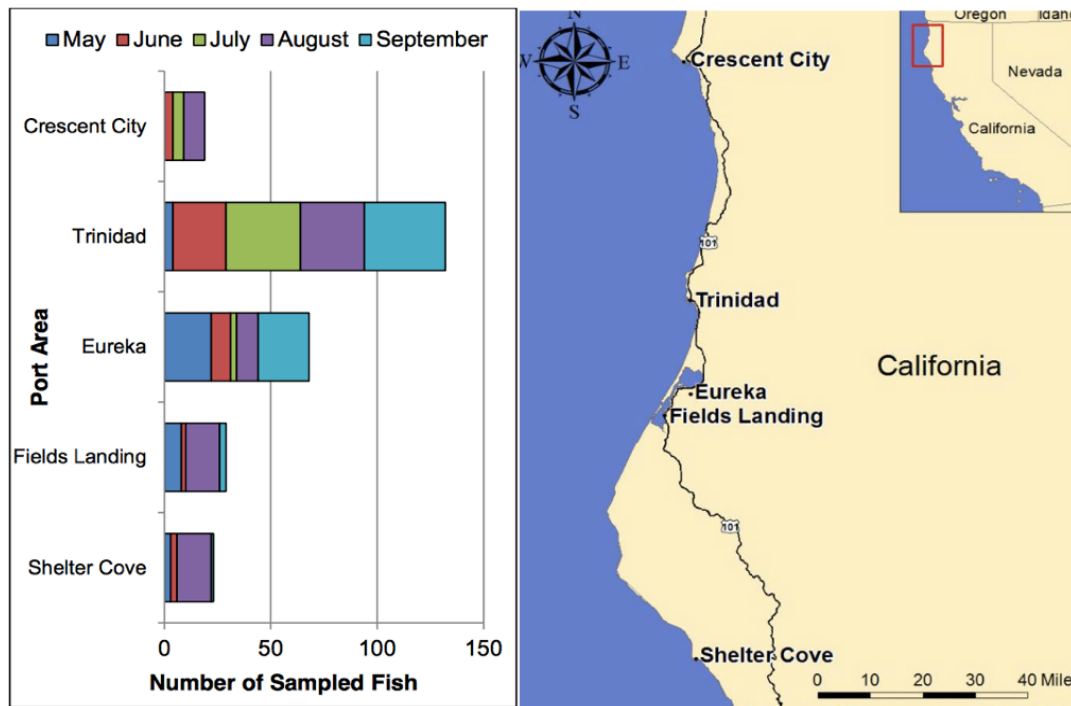 May June July August September
Crescent City
Trinidad
Eureka
Fields Landing
Shelter Cove
Port Area
0 50 100 150
Number of Sampled Fish
N
W E
S
Crescent City
101
Trinidad
California
Eureka
Fields Landing
101
Shelter Cove
0 10 20 30 40 Mile
Oregon Idaho
Nevada
California